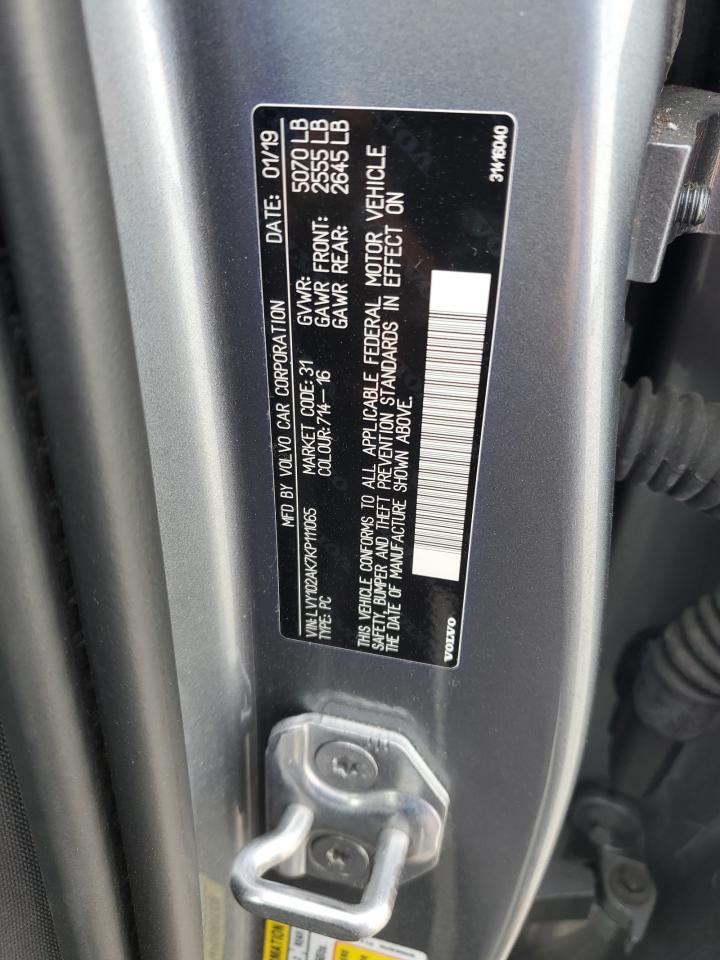 MFD BY VOLVO CAR CORPORATION DATE: 01/19
VIN:LVY102AK7KP111065 MARKET CODE: 31 GVWR: 5070 LB
TYPE: PC COLOUR:714-16 GAWR FRONT: 2555 LB
GAWR REAR: 2645 LB
THIS VEHICLE CONFORMS TO ALL APPLICABLE FEDERAL MOTOR VEHICLE
SAFETY, BUMPER AND THEFT PREVENTION STANDARDS IN EFFECT ON
THE DATE OF MANUFACTURE SHOWN ABOVE.
VOLVO
31416040